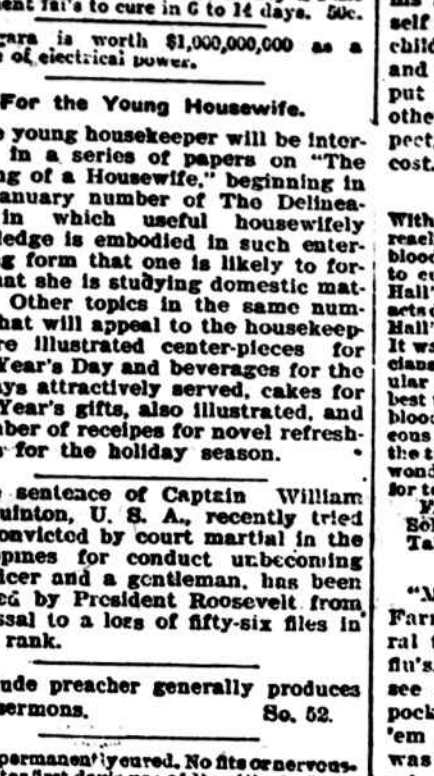 ent fai's to cure in 6 to 14 days. 50c.
gara is worth $1,000,000,000 as a
of electrical power.
For the Young Housewife.
e young housekeeper will be inter-
in a series of papers on "The
ng of a Housewife," beginning in
anuary number of The Delinea-
in which useful housewifely
ledge is embodied in such enter-
g form that one is likely to for-
hat she is studying domestic mat-
Other topics in the same num-
hat will appeal to the housekeep-
re illustrated center-pieces for
Year's Day and beverages for the
ys attractively served, cakes for
Year's gifts, also illustrated, and
ber of receipes for novel refresh-
for the holiday season.
e sentence of Captain William
uinton, U. S. A., recently tried
onvicted by court martial in the
ppines for conduct unbecoming
icer and a gentleman, has been
ed by President Roosevelt from
ssal to a loss of fifty-six files in
rank.
ude preacher generally produces
sermons. So. 52.
permanently cured. No fits or nervous-
self
child
and
put
othe
pect,
cost.
With
reach
blood
to cu
Hall'
acts d
Hall'
It wa
cians
ular
best
blood
eous
the t
wond
for te
F.
Sol
Ta
"M
Farr
ral
flu's
see
pock
'em
was